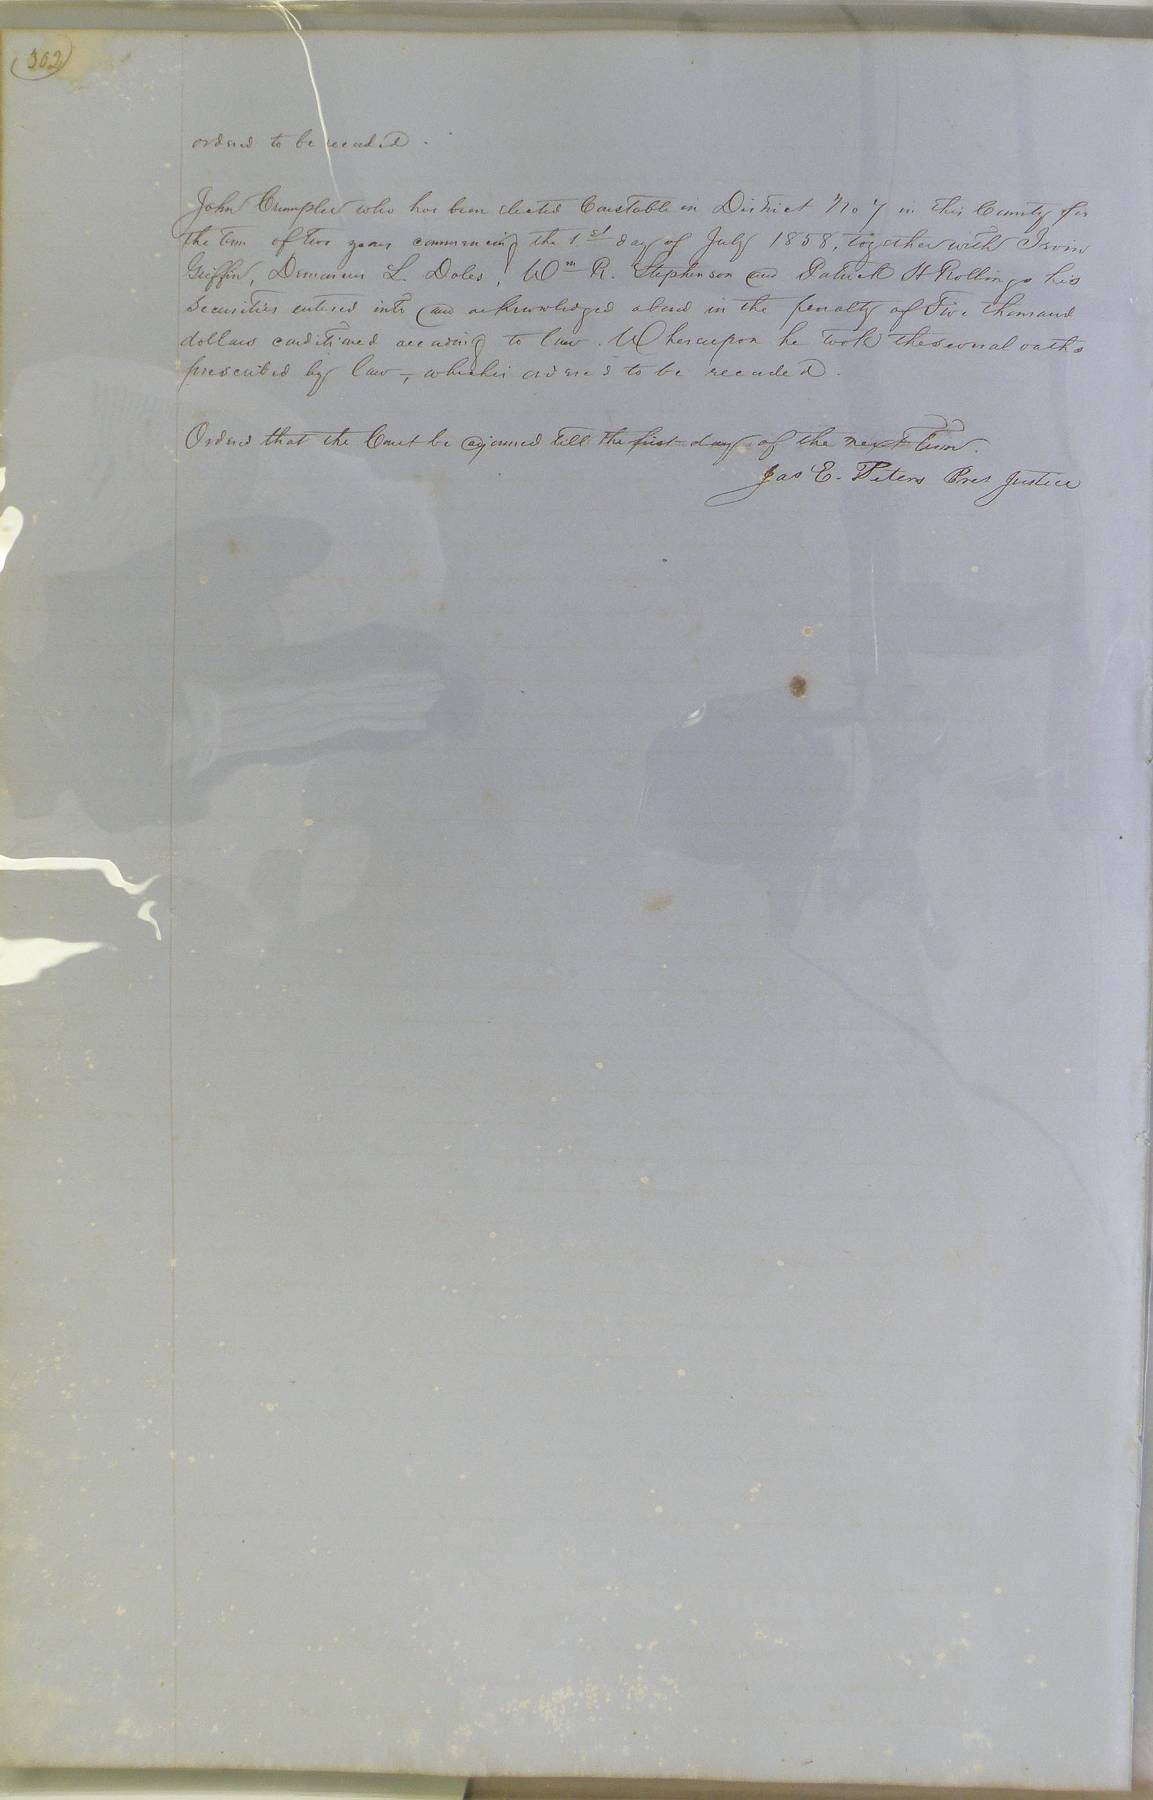 302
ordered to be recorded.
John Crumpler who has been elected Constable in District No 7 in this County for
the term of two years commencing the 1st day of July 1858, together with Irvin
Griffin, L. Doles, Wm R. Stephenson and Patrick H Rollings his
Securities entered into and acknowledged a bond in the penalty of Five thousand
dollars conditioned according to law. Whereupon he took the several oaths
prescribed by law, which is ordered to be recorded.
Ordered that the Court be ajourned till the first day of the next Term.
Jas E. Peters Pres Justice